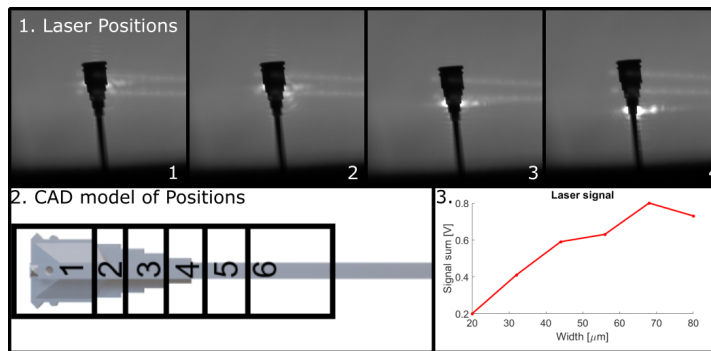 1. Laser Positions
1
2
3
4
2. CAD model of Positions
1 2 3 4 5 6
3.
Laser signal
Signal sum [V]
0.8
0.6
0.4
0.2
20 30 40 50 60 70 80
Width [μm]